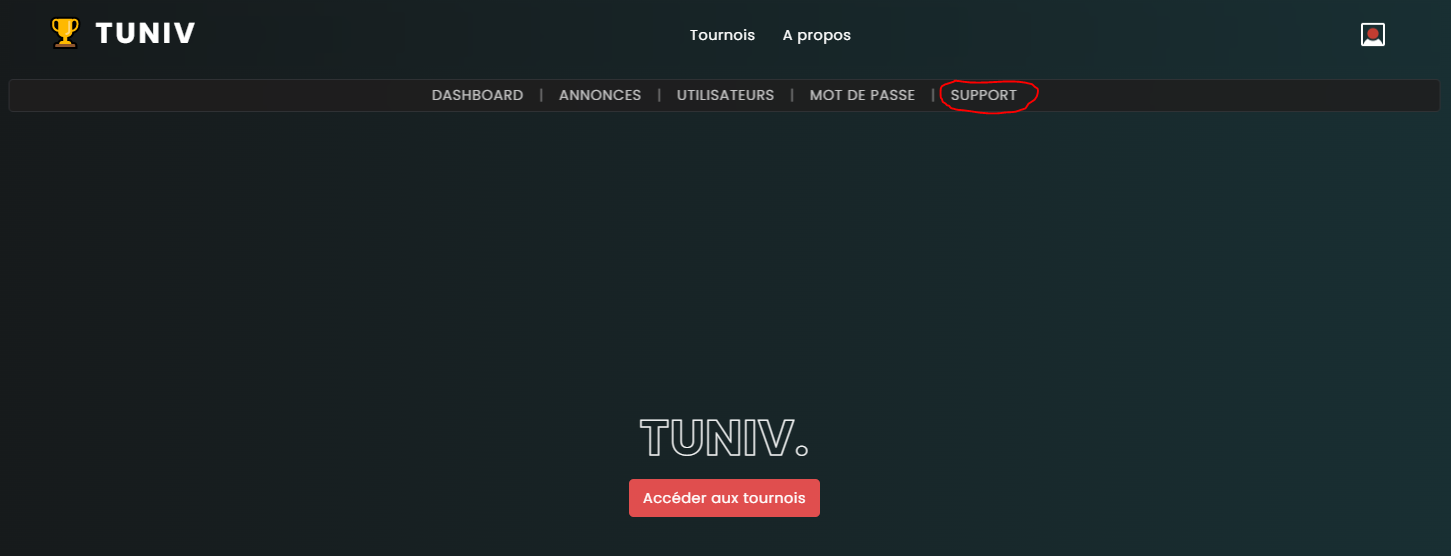 TUNIV
Tournois A propos
DASHBOARD | ANNONCES | UTILISATEURS | MOT DE PASSE | SUPPORT
TUNIV.
Accéder aux tournois